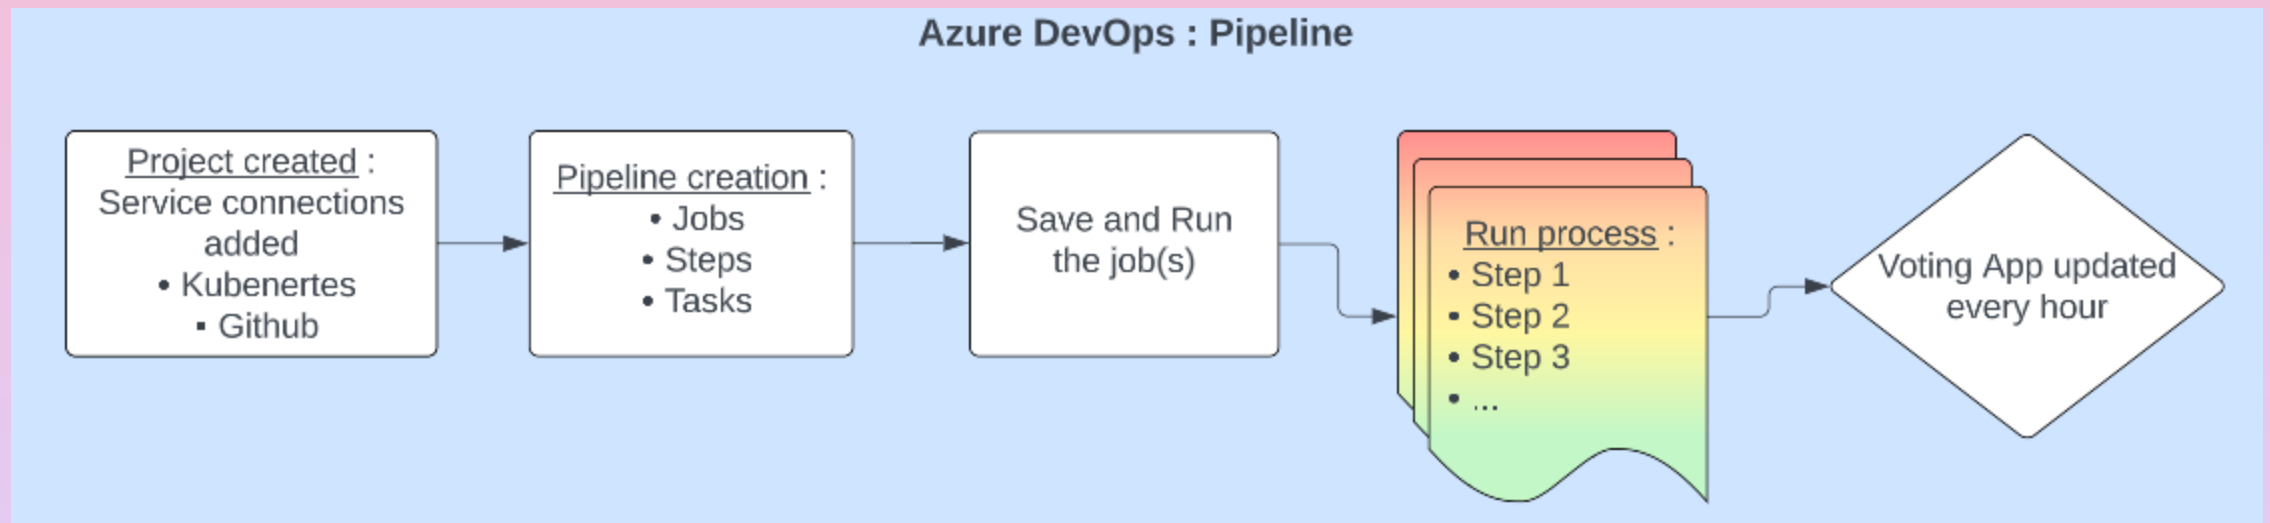 Azure DevOps : Pipeline
Project created :
Service connections
added
• Kubenertes
▪ Github
Pipeline creation :
• Jobs
• Steps
• Tasks
Save and Run
the job(s)
Run process :
• Step 1
• Step 2
• Step 3
• ...
Voting App updated
every hour